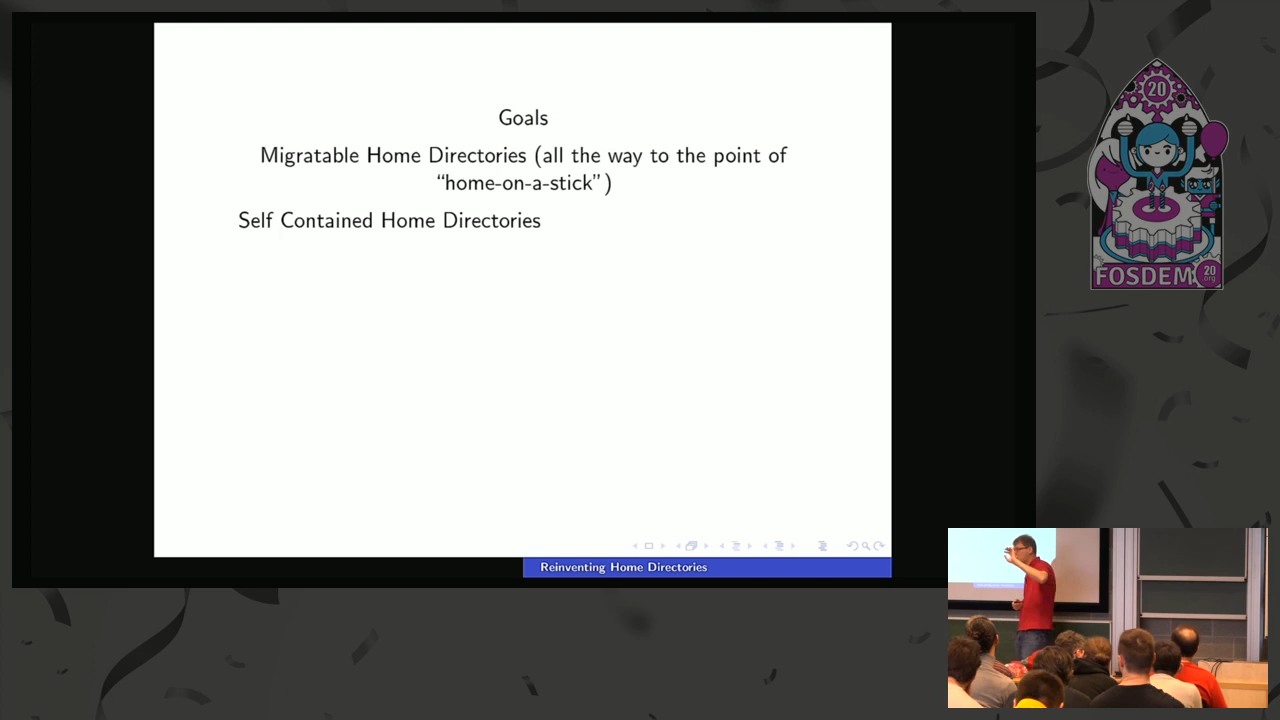 Goals
Migratable Home Directories (all the way to the point of
“home-on-a-stick”)
Self Contained Home Directories
Reinventing Home Directories
20
FOSDEM
20
.org